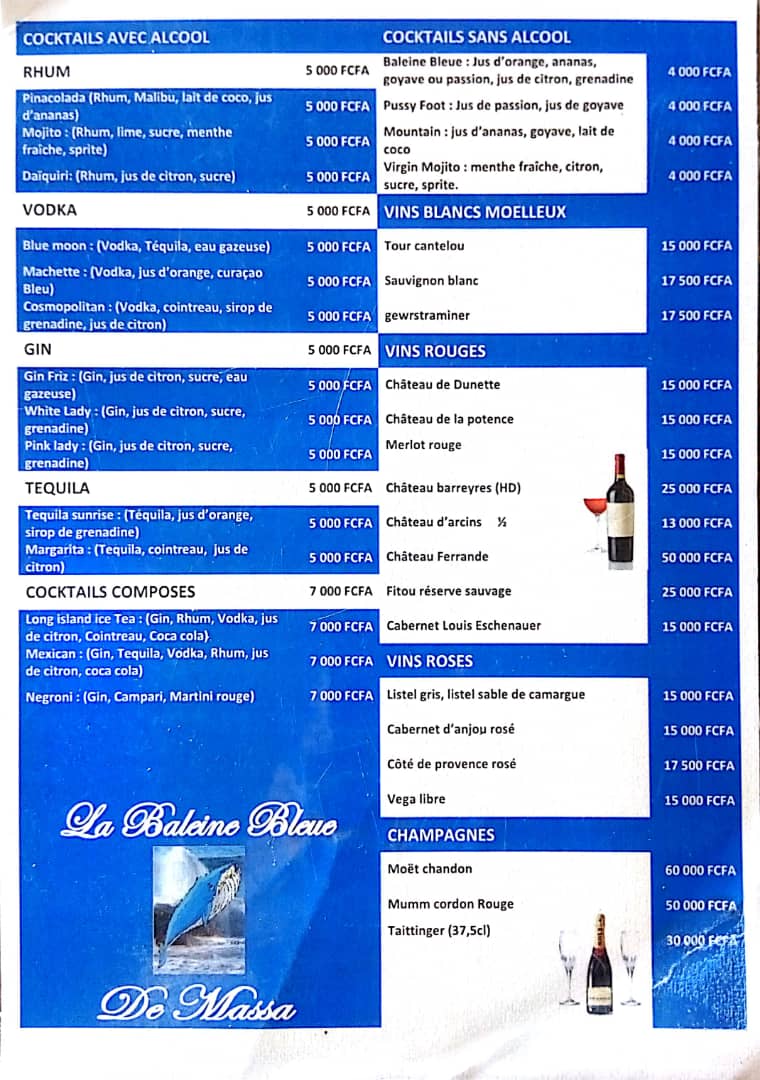 COCKTAILS AVEC ALCOOL
RHUM 5 000 FCFA
Pinacolada (Rhum, Malibu, lait de coco, jus
d'ananas) 5 000 FCFA
Mojito : (Rhum, lime, sucre, menthe
fraîche, sprite) 5 000 FCFA
Daïquiri: (Rhum, jus de citron, sucre) 5 000 FCFA
VODKA 5 000 FCFA
Blue moon : (Vodka, Téquila, eau gazeuse) 5 000 FCFA
Machette : (Vodka, jus d'orange, curaçao
Bleu) 5 000 FCFA
Cosmopolitan : (Vodka, cointreau, sirop de
grenadine, jus de citron) 5 000 FCFA
GIN 5 000 FCFA
Gin Friz : (Gin, jus de citron, sucre, eau
gazeuse) 5 000 FCFA
White Lady : (Gin, jus de citron, sucre,
grenadine) 5 000 FCFA
Pink lady : (Gin, jus de citron, sucre,
grenadine) 5 000 FCFA
TEQUILA 5 000 FCFA
Tequila sunrise : (Téquila, jus d'orange,
sirop de grenadine) 5 000 FCFA
Margarita : (Tequila, cointreau, jus de
citron) 5 000 FCFA
COCKTAILS COMPOSES 7 000 FCFA
Long island ice Tea : (Gin, Rhum, Vodka, jus
de citron, Cointreau, Coca cola) 7 000 FCFA
Mexican : (Gin, Tequila, Vodka, Rhum, jus
de citron, coca cola) 7 000 FCFA
Negroni : (Gin, Campari, Martini rouge) 7 000 FCFA
La Baleine Bleue
De Massa
COCKTAILS SANS ALCOOL
Baleine Bleue : Jus d'orange, ananas,
goyave ou passion, jus de citron, grenadine 4 000 FCFA
Pussy Foot : Jus de passion, jus de goyave 4 000 FCFA
Mountain : jus d'ananas, goyave, lait de
coco 4 000 FCFA
Virgin Mojito : menthe fraîche, citron,
sucre, sprite. 4 000 FCFA
VINS BLANCS MOELLEUX
Tour cantelou 15 000 FCFA
Sauvignon blanc 17 500 FCFA
gewrstraminer 17 500 FCFA
VINS ROUGES
Château de Dunette 15 000 FCFA
Château de la potence 15 000 FCFA
Merlot rouge 15 000 FCFA
Château barreyres (HD) 25 000 FCFA
Château d'arcins ½ 13 000 FCFA
Château Ferrande 50 000 FCFA
Fitou réserve sauvage 25 000 FCFA
Cabernet Louis Eschenauer 15 000 FCFA
VINS ROSES
Listel gris, listel sable de camargue 15 000 FCFA
Cabernet d'anjou rosé 15 000 FCFA
Côté de provence rosé 17 500 FCFA
Vega libre 15 000 FCFA
CHAMPAGNES
Moët chandon 60 000 FCFA
Mumm cordon Rouge 50 000 FCFA
Taittinger (37,5cl) 30 000 FCFA